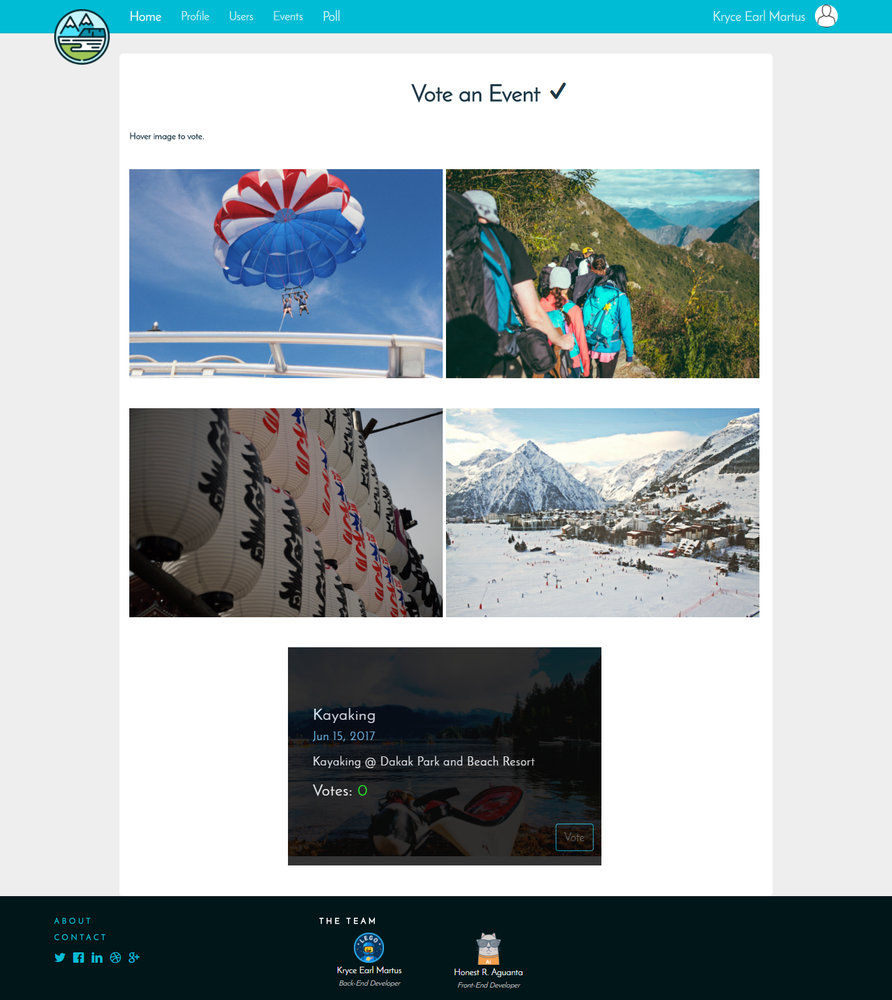 Home Profile Users Events Poll Kryce Earl Martus
Vote an Event
Hover image to vote.
Kayaking
Jun 15, 2017
Kayaking @ Dakak Park and Beach Resort
Votes: 0
Vote
ABOUT
CONTACT
THE TEAM
LEGO
Kryce Earl Martus
Back-End Developer
AI
Honest R. Aguanta
Front-End Developer